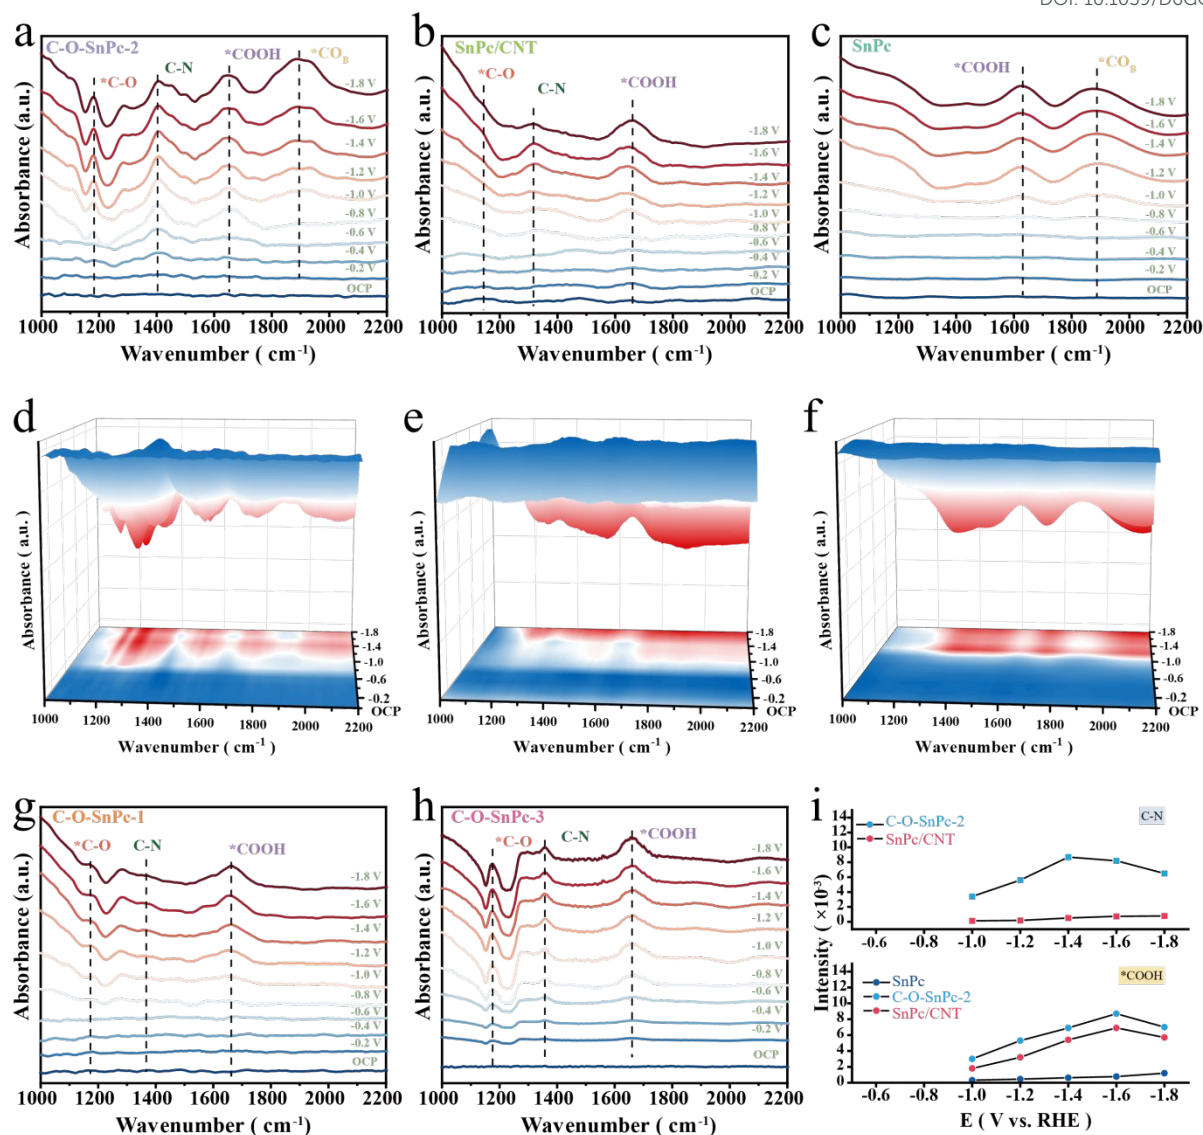 DOI: 10.1039/D6G
a
C-O-SnPc-2
*C-O
C-N
*COOH
*CO_B
-1.8 V
-1.6 V
-1.4 V
-1.2 V
-1.0 V
-0.8 V
-0.6 V
-0.4 V
-0.2 V
OCP
Absorbance (a.u.)
1000 1200 1400 1600 1800 2000 2200
Wavenumber ( cm⁻¹)
b
SnPc/CNT
*C-O
C-N
*COOH
-1.8 V
-1.6 V
-1.4 V
-1.2 V
-1.0 V
-0.8 V
-0.6 V
-0.4 V
-0.2 V
OCP
Absorbance (a.u.)
1000 1200 1400 1600 1800 2000 2200
Wavenumber ( cm⁻¹)
c
SnPc
*COOH
*CO_B
-1.8 V
-1.6 V
-1.4 V
-1.2 V
-1.0 V
-0.8 V
-0.6 V
-0.4 V
-0.2 V
OCP
Absorbance (a.u.)
1000 1200 1400 1600 1800 2000 2200
Wavenumber ( cm⁻¹)
d
Absorbance ( a.u.)
-1.8
-1.4
-1.0
-0.6
-0.2
OCP
1000 1200 1400 1600 1800 2000 2200
Wavenumber ( cm⁻¹ )
e
Absorbance ( a.u.)
-1.8
-1.4
-1.0
-0.6
-0.2
OCP
1000 1200 1400 1600 1800 2000 2200
Wavenumber ( cm⁻¹ )
f
Absorbance ( a.u.)
-1.8
-1.4
-1.0
-0.6
-0.2
OCP
1000 1200 1400 1600 1800 2000 2200
Wavenumber ( cm⁻¹ )
g
C-O-SnPc-1
*C-O
C-N
*COOH
-1.8 V
-1.6 V
-1.4 V
-1.2 V
-1.0 V
-0.8 V
-0.6 V
-0.4 V
-0.2 V
OCP
Absorbance (a.u.)
1000 1200 1400 1600 1800 2000 2200
Wavenumber ( cm⁻¹)
h
C-O-SnPc-3
*C-O
C-N
*COOH
-1.8 V
-1.6 V
-1.4 V
-1.2 V
-1.0 V
-0.8 V
-0.6 V
-0.4 V
-0.2 V
OCP
Absorbance (a.u.)
1000 1200 1400 1600 1800 2000 2200
Wavenumber ( cm⁻¹)
i
C-O-SnPc-2
SnPc/CNT
C-N
14
12
10
8
6
4
2
0
-0.6 -0.8 -1.0 -1.2 -1.4 -1.6 -1.8
Intensity ( ×10⁻³)
SnPc
C-O-SnPc-2
SnPc/CNT
*COOH
14
12
10
8
6
4
2
0
-0.6 -0.8 -1.0 -1.2 -1.4 -1.6 -1.8
E ( V vs. RHE )